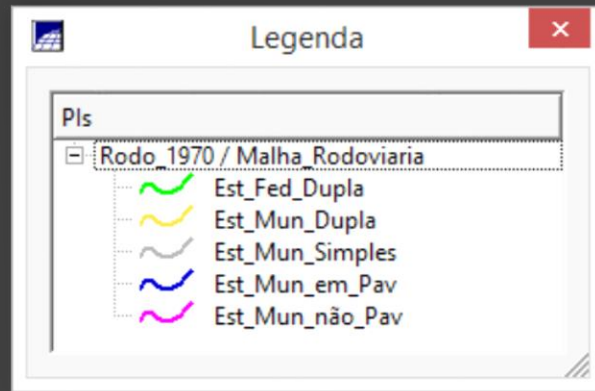 Legenda
PIs
Rodo_1970 / Malha_Rodoviaria
Est_Fed_Dupla
Est_Mun_Dupla
Est_Mun_Simples
Est_Mun_em_Pav
Est_Mun_não_Pav